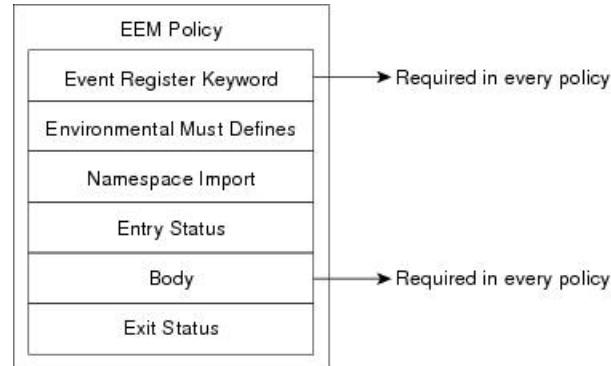 EEM Policy
Event Register Keyword
Required in every policy
Environmental Must Defines
Namespace Import
Entry Status
Body
Required in every policy
Exit Status